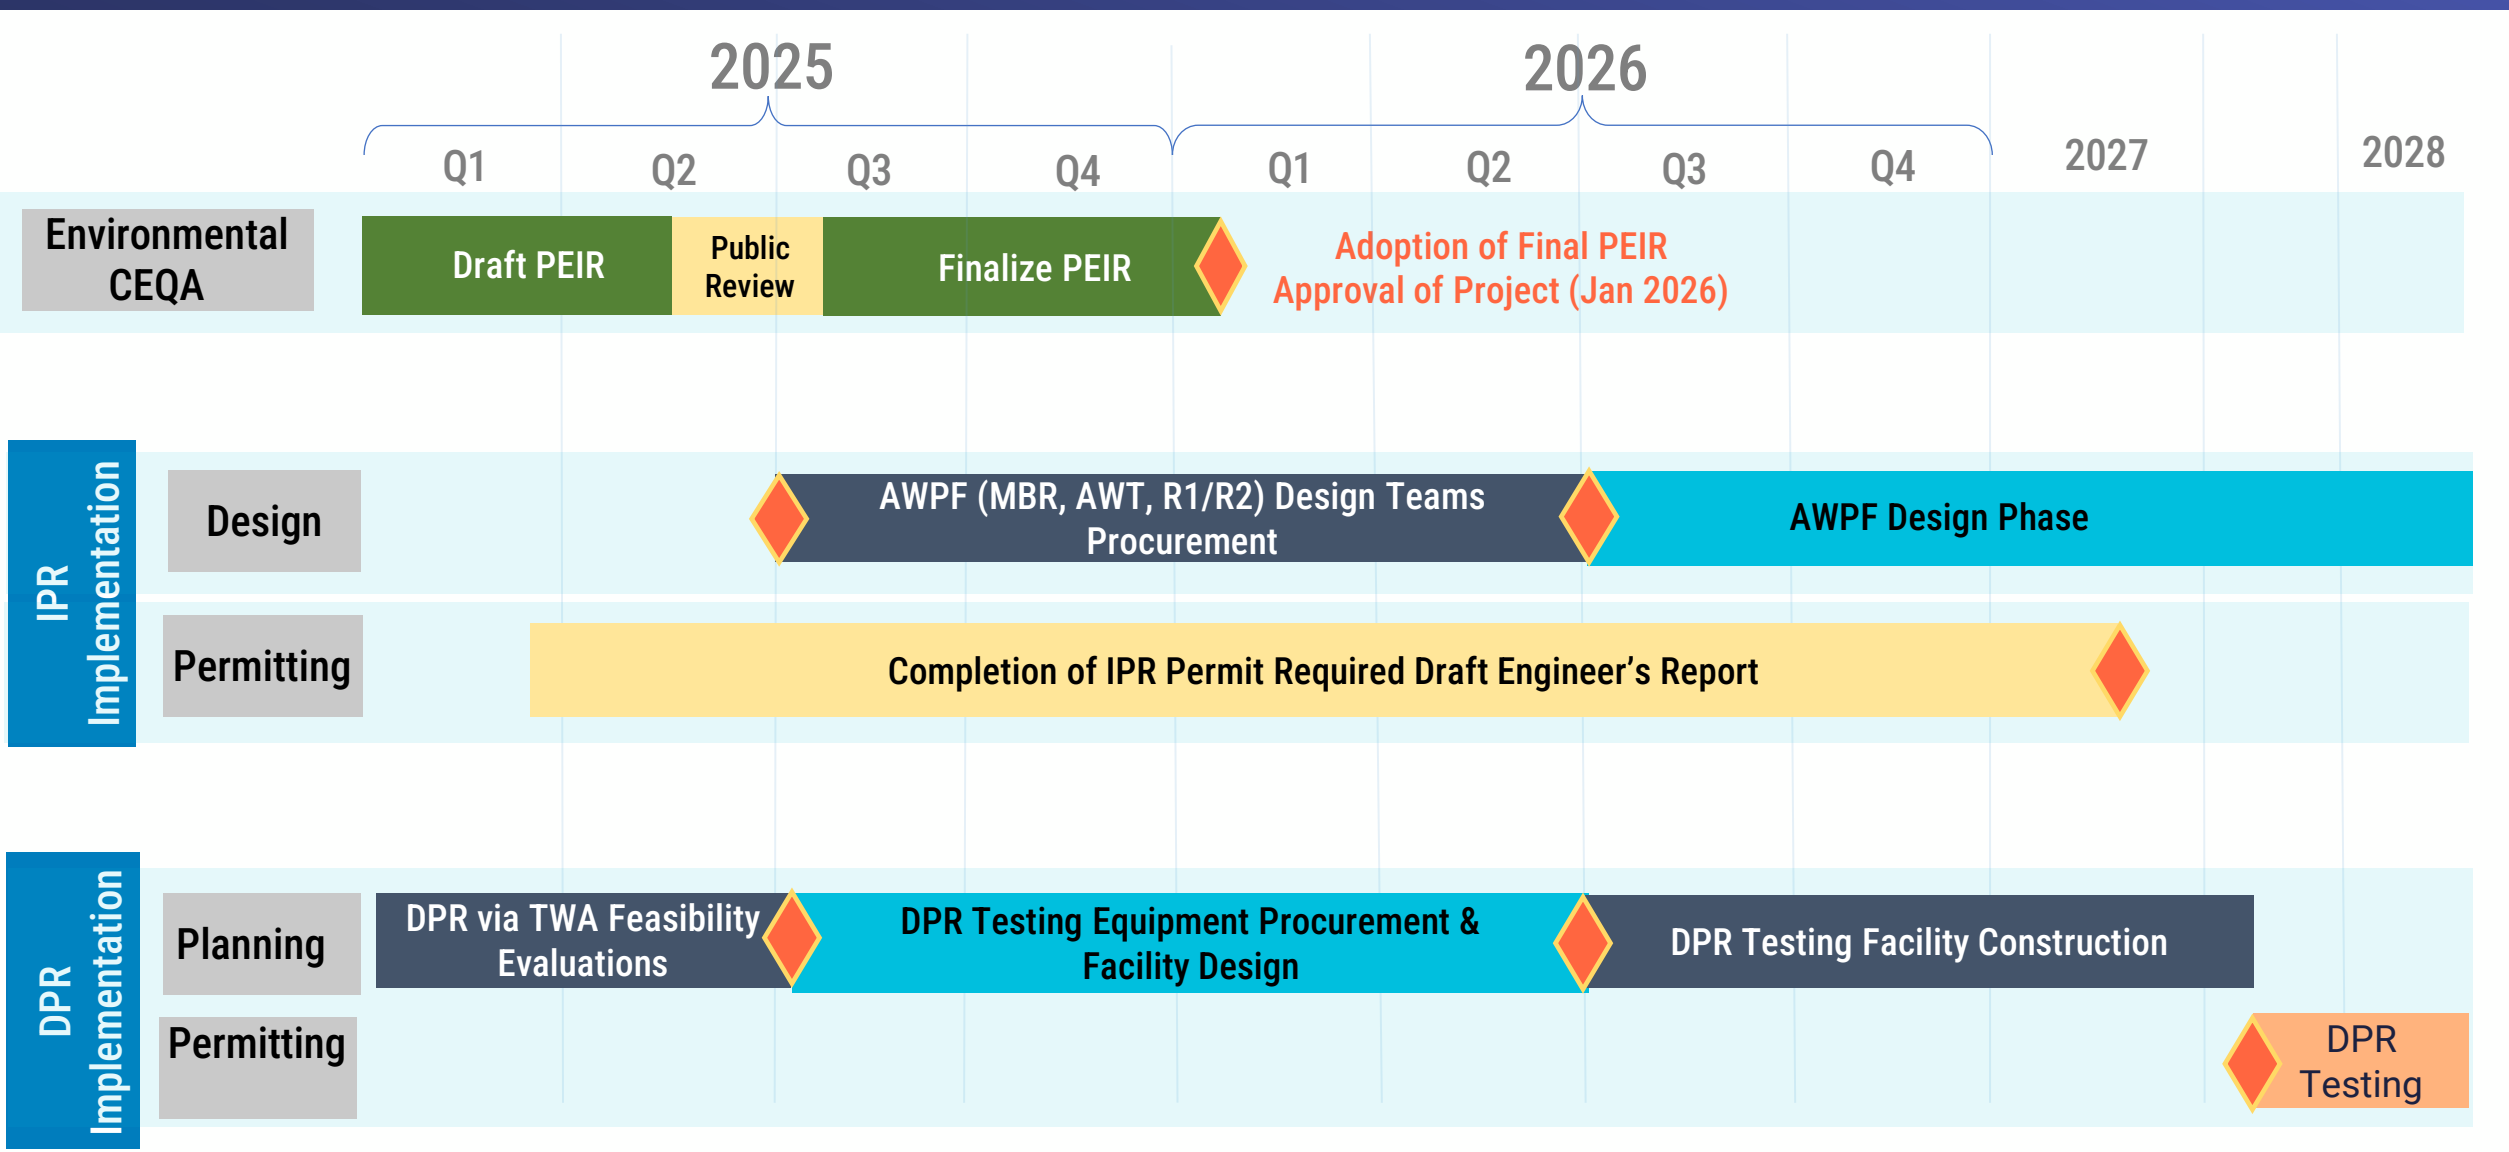 2025
2026
Q1
Q2
Q3
Q4
Q1
Q2
Q3
Q4
2027
2028
Environmental
CEQA
Draft PEIR
Public
Review
Finalize PEIR
Adoption of Final PEIR
Approval of Project (Jan 2026)
IPR
Implementation
Design
AWPF (MBR, AWT, R1/R2) Design Teams
Procurement
AWPF Design Phase
Permitting
Completion of IPR Permit Required Draft Engineer’s Report
DPR
Implementation
Planning
DPR via TWA Feasibility
Evaluations
DPR Testing Equipment Procurement &
Facility Design
DPR Testing Facility Construction
Permitting
DPR
Testing